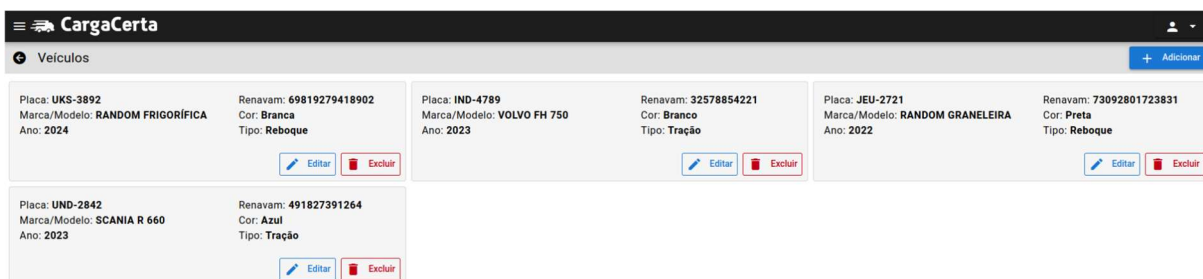 CargaCerta
Veículos
+ Adicionar
Placa: UKS-3892 Renavam: 69819279418902
Marca/Modelo: RANDOM FRIGORÍFICA Cor: Branca
Ano: 2024 Tipo: Reboque
Editar Excluir
Placa: IND-4789 Renavam: 32578854221
Marca/Modelo: VOLVO FH 750 Cor: Branco
Ano: 2023 Tipo: Tração
Editar Excluir
Placa: JEU-2721 Renavam: 73092801723831
Marca/Modelo: RANDOM GRANELEIRA Cor: Preta
Ano: 2022 Tipo: Reboque
Editar Excluir
Placa: UND-2842 Renavam: 491827391264
Marca/Modelo: SCANIA R 660 Cor: Azul
Ano: 2023 Tipo: Tração
Editar Excluir